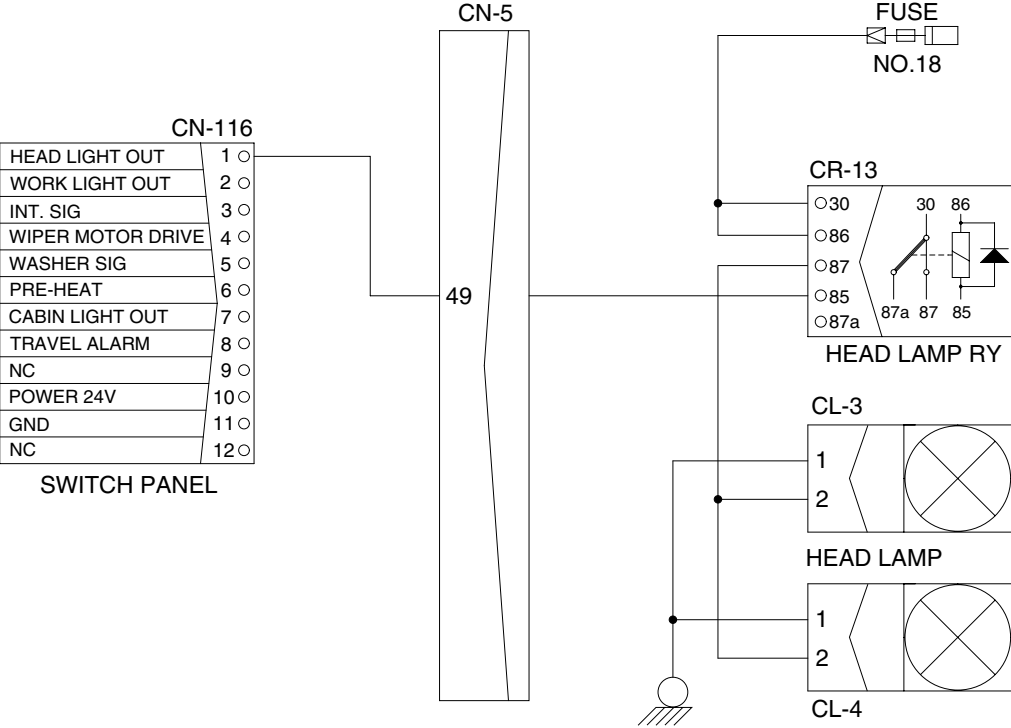 CN-5
FUSE
NO.18
CN-116
HEAD LIGHT OUT 1
WORK LIGHT OUT 2
INT. SIG 3
WIPER MOTOR DRIVE 4
WASHER SIG 5
PRE-HEAT 6
CABIN LIGHT OUT 7
TRAVEL ALARM 8
NC 9
POWER 24V 10
GND 11
NC 12
SWITCH PANEL
49
CR-13
30
86
87
85
87a
30 86
87a 87 85
HEAD LAMP RY
CL-3
1
2
HEAD LAMP
1
2
CL-4